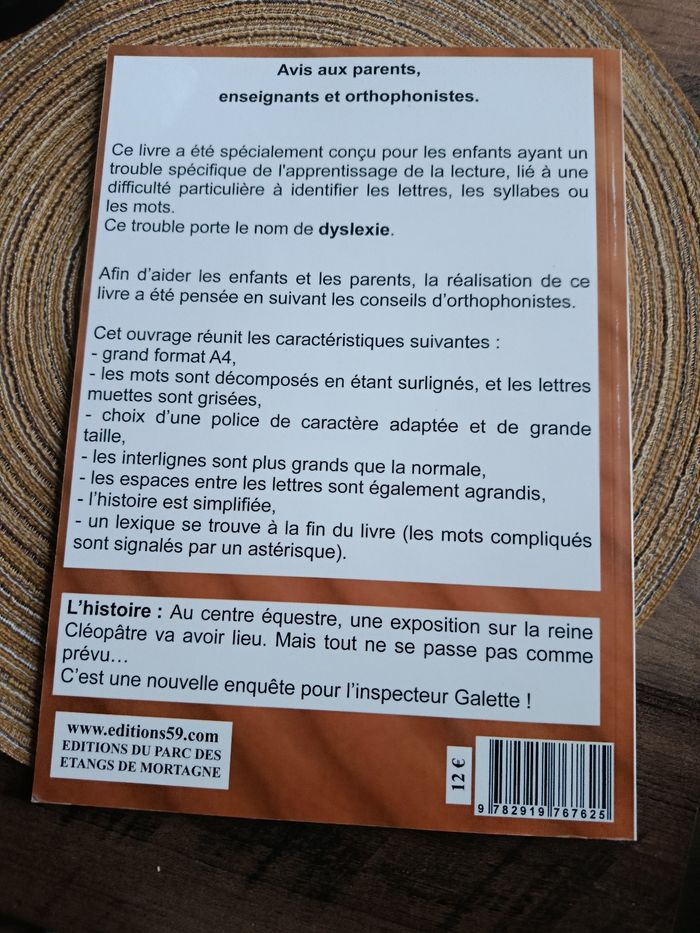 Avis aux parents,
enseignants et orthophonistes.
Ce livre a été spécialement conçu pour les enfants ayant un
trouble spécifique de l'apprentissage de la lecture, lié à une
difficulté particulière à identifier les lettres, les syllabes ou
les mots.
Ce trouble porte le nom de dyslexie.
Afin d'aider les enfants et les parents, la réalisation de ce
livre a été pensée en suivant les conseils d'orthophonistes.
Cet ouvrage réunit les caractéristiques suivantes :
- grand format A4,
- les mots sont décomposés en étant surlignés, et les lettres
muettes sont grisées,
- choix d'une police de caractère adaptée et de grande
taille,
- les interlignes sont plus grands que la normale,
- les espaces entre les lettres sont également agrandis,
- l'histoire est simplifiée,
- un lexique se trouve à la fin du livre (les mots compliqués
sont signalés par un astérisque).
L'histoire : Au centre équestre, une exposition sur la reine
Cléopâtre va avoir lieu. Mais tout ne se passe pas comme
prévu…
C'est une nouvelle enquête pour l'inspecteur Galette !
www.editions59.com
EDITIONS DU PARC DES
ETANGS DE MORTAGNE
12 €
9 782919 767625